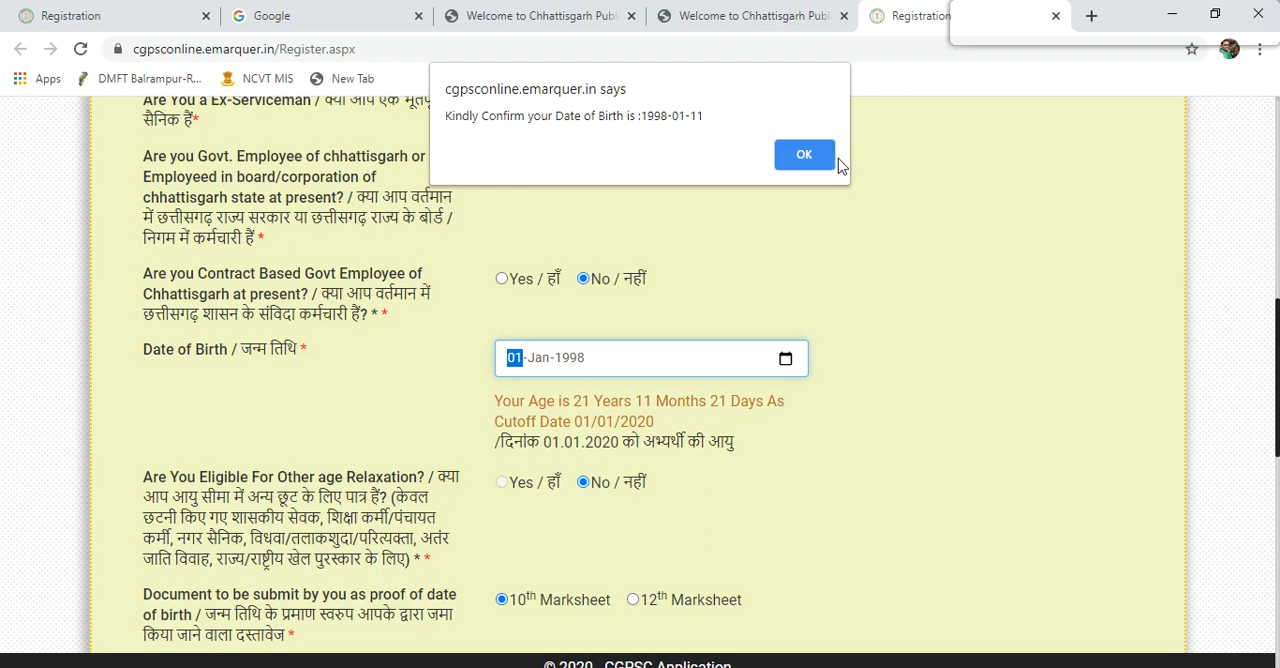 Registration
Google
Welcome to Chhattisgarh Publ
Welcome to Chhattisgarh Publ
Registration
cgpsconline.emarquer.in/Register.aspx
Apps
DMFT Balrampur-R...
NCVT MIS
New Tab
cgpsconline.emarquer.in says
Kindly Confirm your Date of Birth is :1998-01-11
OK
Are You a Ex-Serviceman / क्या आप एक भूतपू
सैनिक हैं*
Are you Govt. Employee of chhattisgarh or
Employeed in board/corporation of
chhattisgarh state at present? / क्या आप वर्तमान
में छत्तीसगढ़ राज्य सरकार या छत्तीसगढ़ राज्य के बोर्ड /
निगम में कर्मचारी हैं *
Are you Contract Based Govt Employee of
Chhattisgarh at present? / क्या आप वर्तमान में
छत्तीसगढ़ शासन के संविदा कर्मचारी हैं? * *
Yes / हाँ No / नहीं
Date of Birth / जन्म तिथि *
01-Jan-1998
Your Age is 21 Years 11 Months 21 Days As
Cutoff Date 01/01/2020
/दिनांक 01.01.2020 को अभ्यर्थी की आयु
Are You Eligible For Other age Relaxation? / क्या
आप आयु सीमा में अन्य छूट के लिए पात्र हैं? (केवल
छटनी किए गए शासकीय सेवक, शिक्षा कर्मी/पंचायत
कर्मी, नगर सैनिक, विधवा/तलाकशुदा/परित्यक्ता, अतंर
जाति विवाह, राज्य/राष्ट्रीय खेल पुरस्कार के लिए) * *
Yes / हाँ No / नहीं
Document to be submit by you as proof of date
of birth / जन्म तिथि के प्रमाण स्वरुप आपके द्वारा जमा
किया जाने वाला दस्तावेज *
10th Marksheet 12th Marksheet
© 2020 CGPSC Application